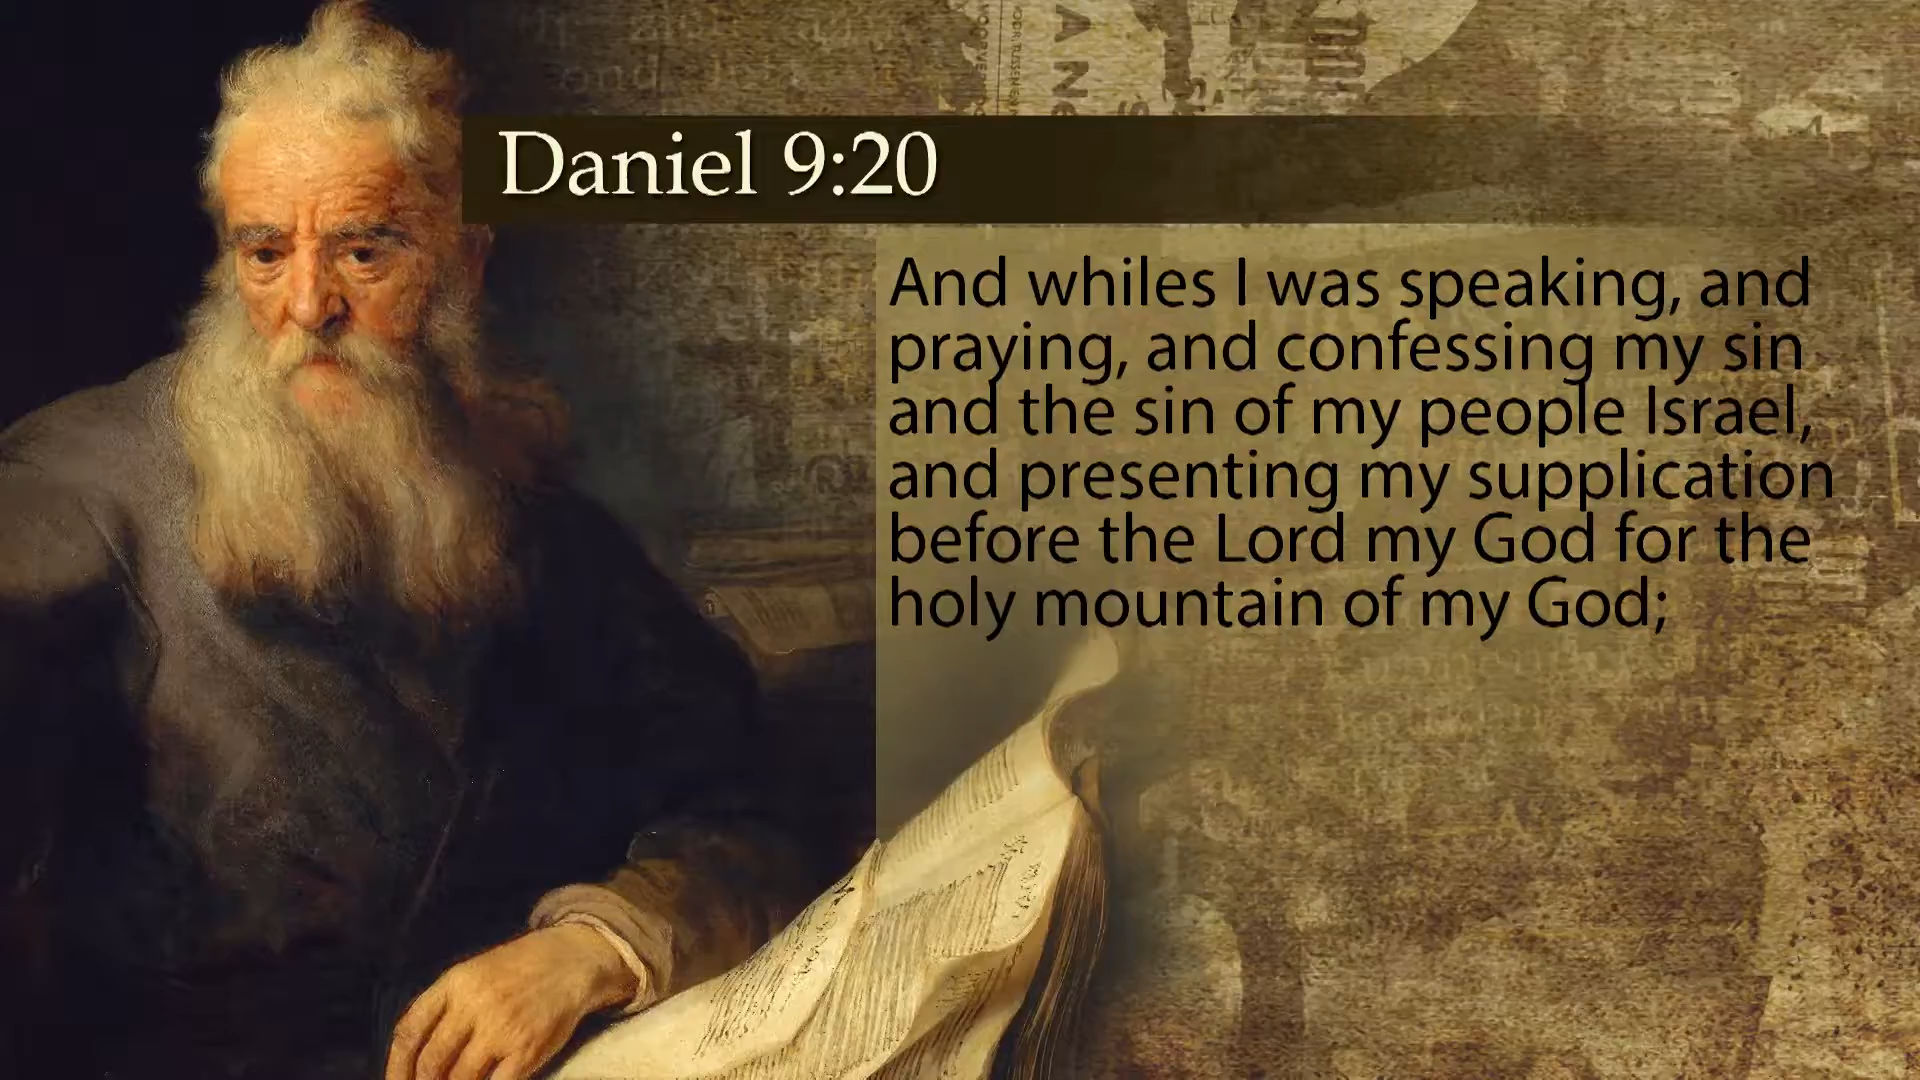 Daniel 9:20
And whiles I was speaking, and
praying, and confessing my sin
and the sin of my people Israel,
and presenting my supplication
before the Lord my God for the
holy mountain of my God;